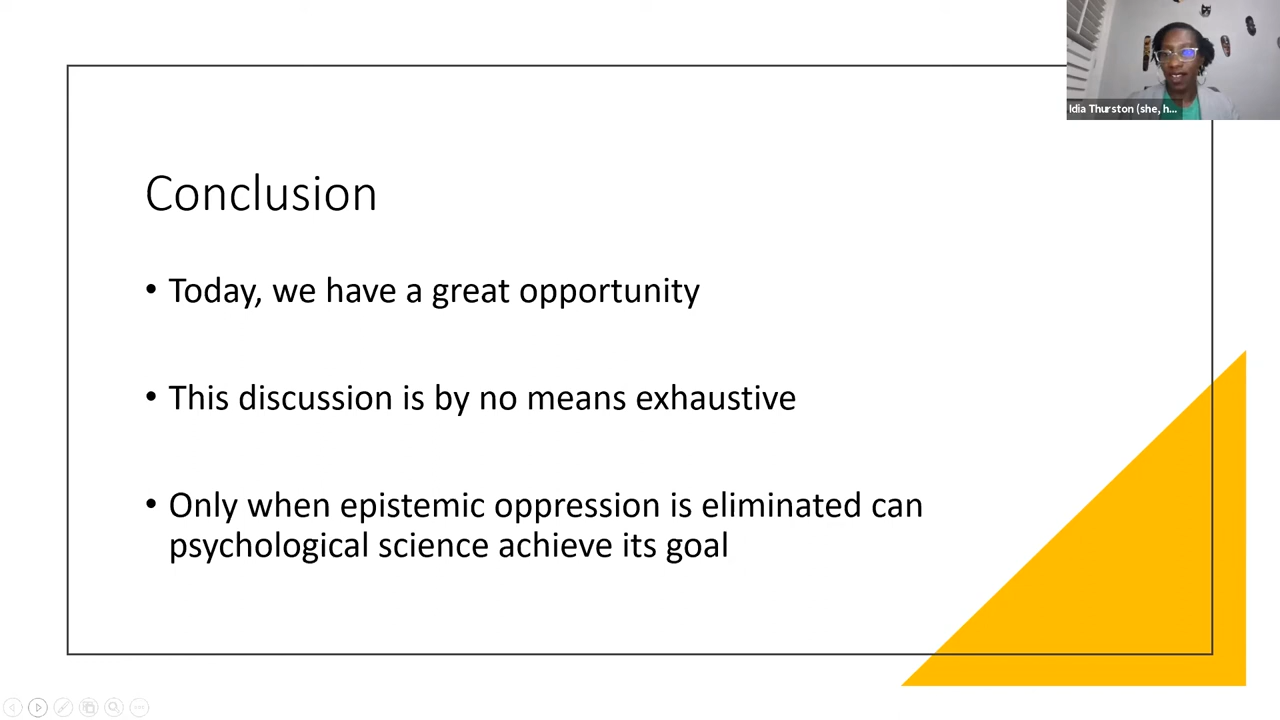 Idia Thurston (she, h...
Conclusion
• Today, we have a great opportunity
• This discussion is by no means exhaustive
• Only when epistemic oppression is eliminated can
psychological science achieve its goal